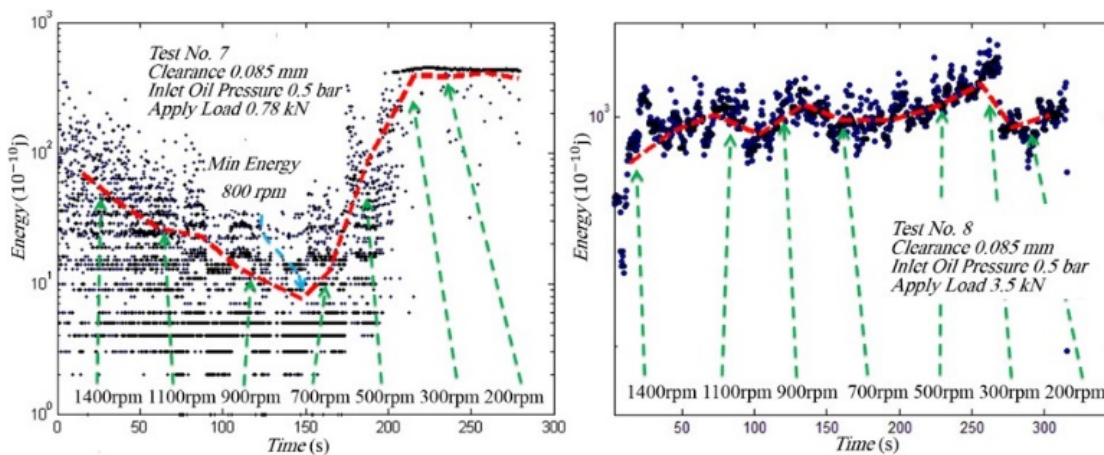 10³
10²
10¹
10⁰
Energy (10⁻¹⁰j)
Test No. 7
Clearance 0.085 mm
Inlet Oil Pressure 0.5 bar
Apply Load 0.78 kN
Min Energy
800 rpm
1400rpm 1100rpm 900rpm 700rpm 500rpm 300rpm 200rpm
0 50 100 150 200 250 300
Time (s)
10³
Energy (10⁻¹⁰j)
Test No. 8
Clearance 0.085 mm
Inlet Oil Pressure 0.5 bar
Apply Load 3.5 kN
1400rpm 1100rpm 900rpm 700rpm 500rpm 300rpm 200rpm
50 100 150 200 250 300
Time (s)